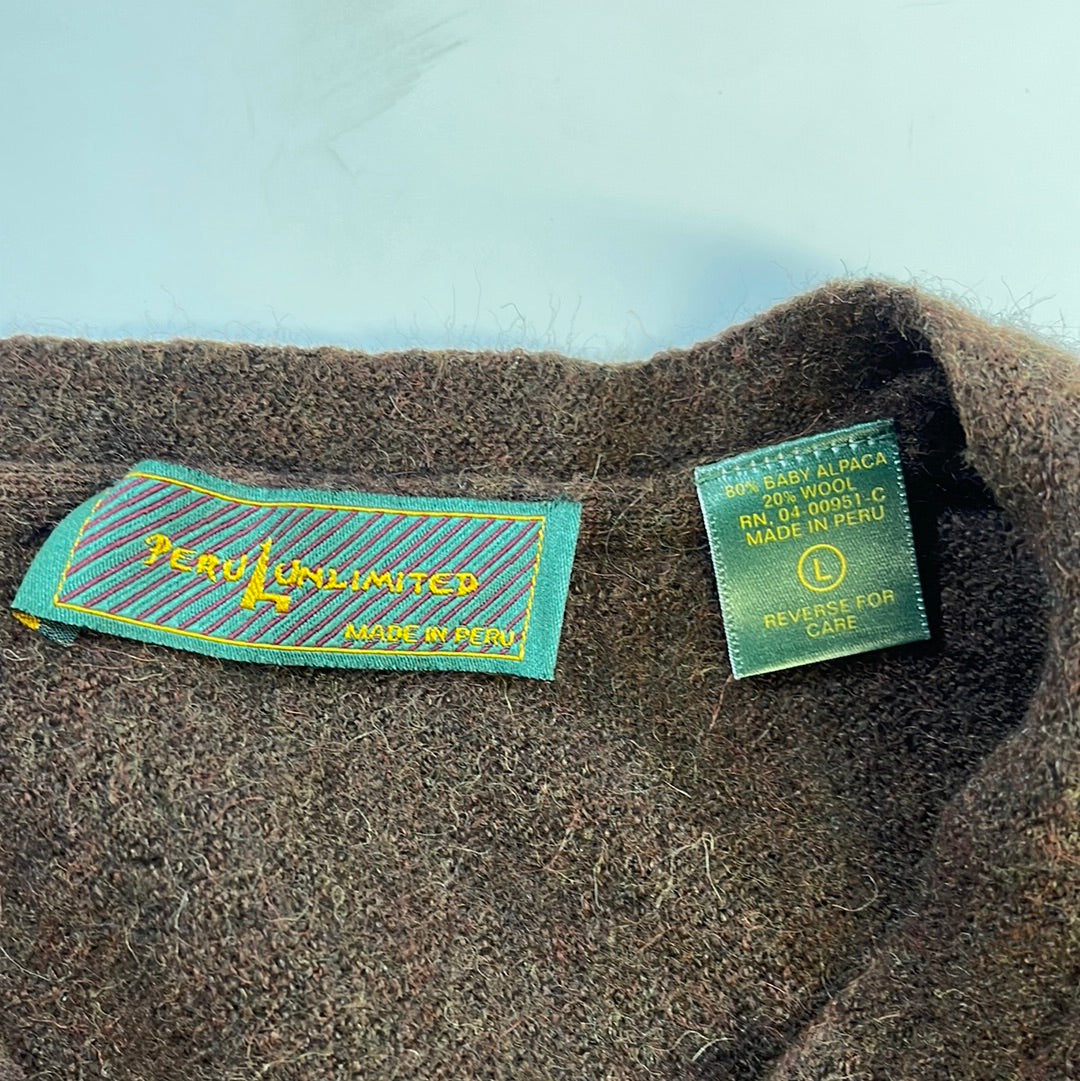 PERU UNLIMITED
MADE IN PERU
80% BABY ALPACA
20% WOOL
RN. 04-00951-C
MADE IN PERU
L
REVERSE FOR
CARE